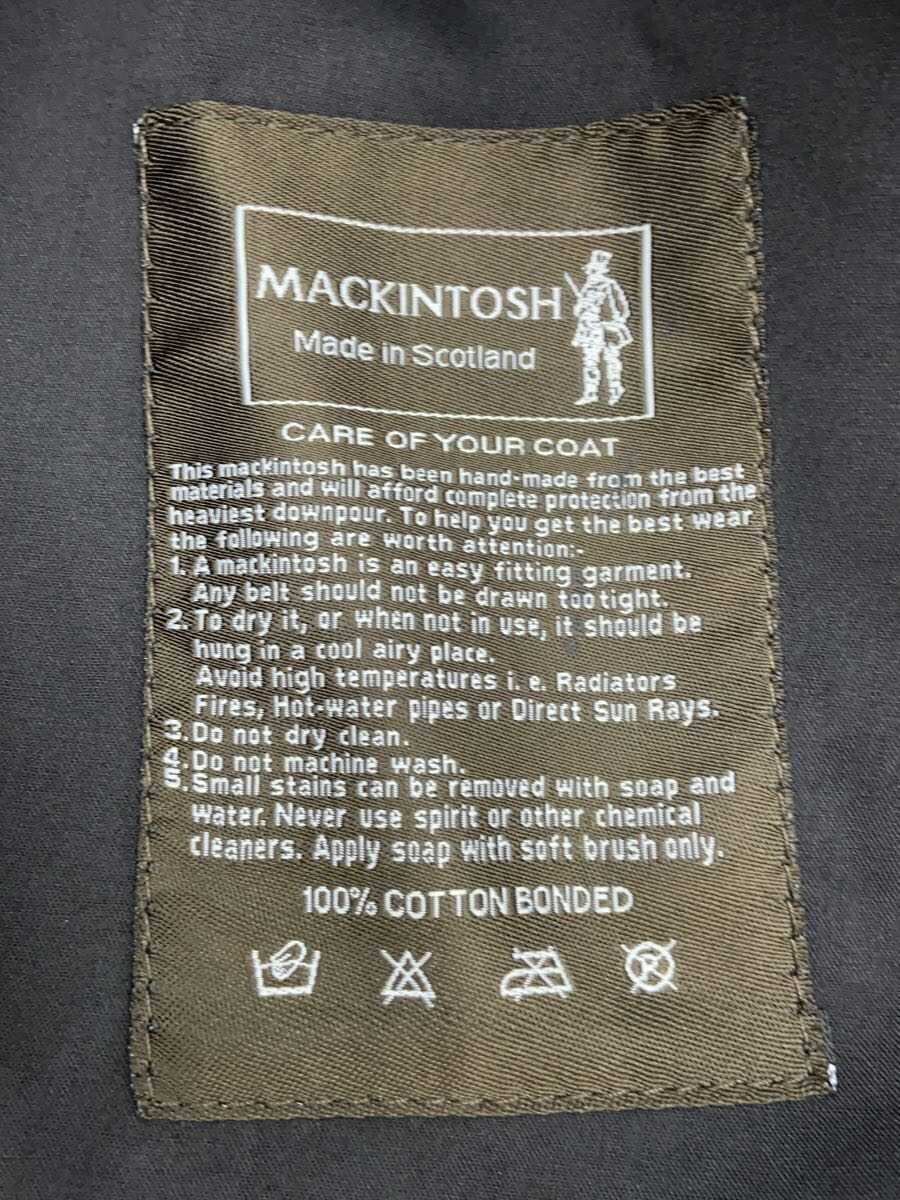 MACKINTOSH
Made in Scotland
CARE OF YOUR COAT
This mackintosh has been hand-made from the best
materials and will afford complete protection from the
heaviest downpour. To help you get the best wear
the following are worth attention:-
1. A mackintosh is an easy fitting garment.
Any belt should not be drawn too tight.
2. To dry it, or when not in use, it should be
hung in a cool airy place.
Avoid high temperatures i. e. Radiators
Fires, Hot-water pipes or Direct Sun Rays.
3. Do not dry clean.
4. Do not machine wash.
5. Small stains can be removed with soap and
water. Never use spirit or other chemical
cleaners. Apply soap with soft brush only.
100% COTTON BONDED
R